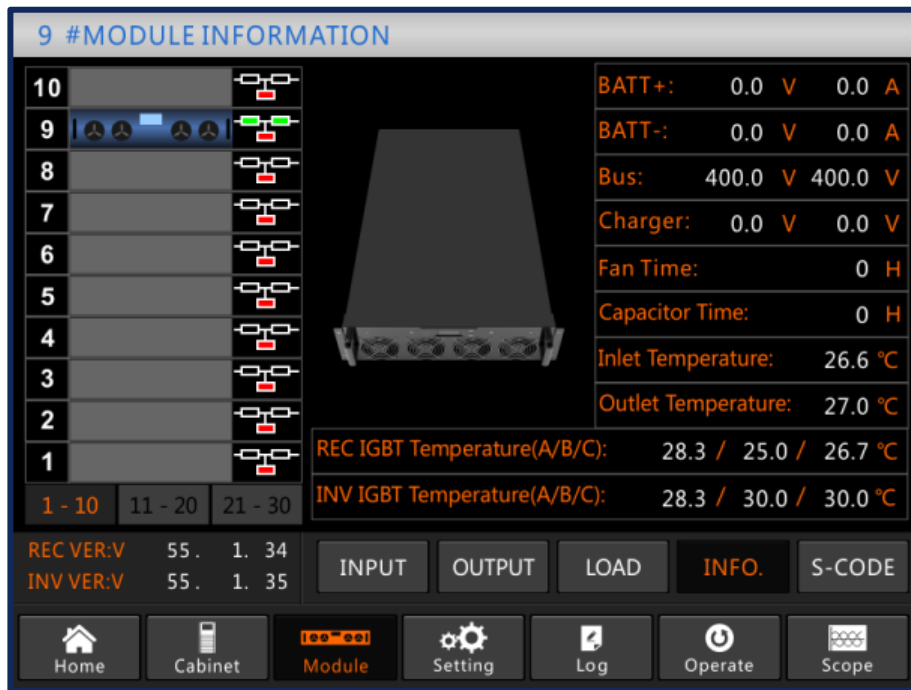 9 #MODULE INFORMATION
10
9
8
7
6
5
4
3
2
1
1 - 10 11 - 20 21 - 30
BATT+: 0.0 V 0.0 A
BATT-: 0.0 V 0.0 A
Bus: 400.0 V 400.0 V
Charger: 0.0 V 0.0 V
Fan Time: 0 H
Capacitor Time: 0 H
Inlet Temperature: 26.6 ℃
Outlet Temperature: 27.0 ℃
REC IGBT Temperature(A/B/C): 28.3 / 25.0 / 26.7 ℃
INV IGBT Temperature(A/B/C): 28.3 / 30.0 / 30.0 ℃
REC VER:V 55. 1. 34
INV VER:V 55. 1. 35
INPUT OUTPUT LOAD INFO. S-CODE
Home Cabinet Module Setting Log Operate Scope